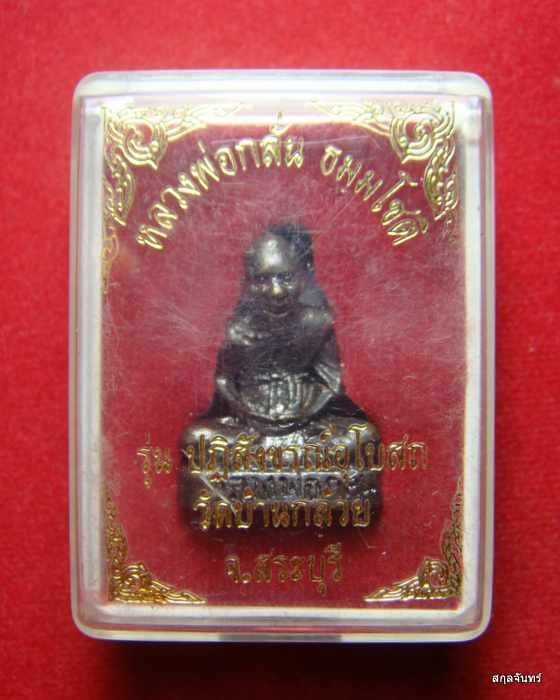 หลวงพ่อกลั่น ธมฺมโชติ
รุ่น ปฏิสังขรณ์อุโบสถ
วัดบ้านกล้วย
จ.สระบุรี
สกุลจันทร์